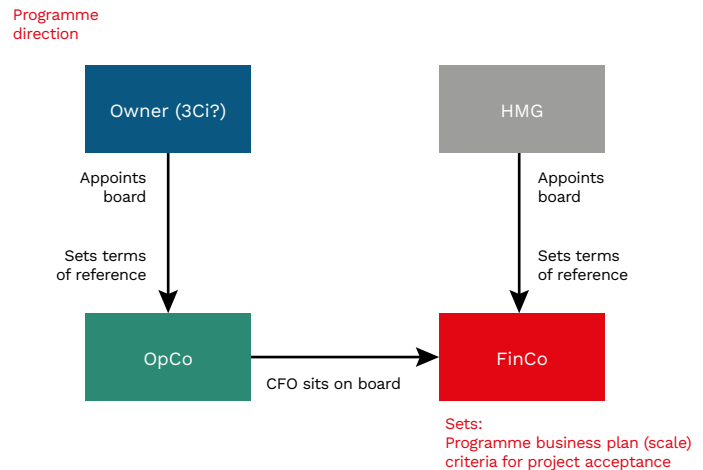 Programme
direction
Owner (3Ci?)
HMG
Appoints
board
Appoints
board
Sets terms
of reference
Sets terms
of reference
OpCo
FinCo
CFO sits on board
Sets:
Programme business plan (scale)
criteria for project acceptance